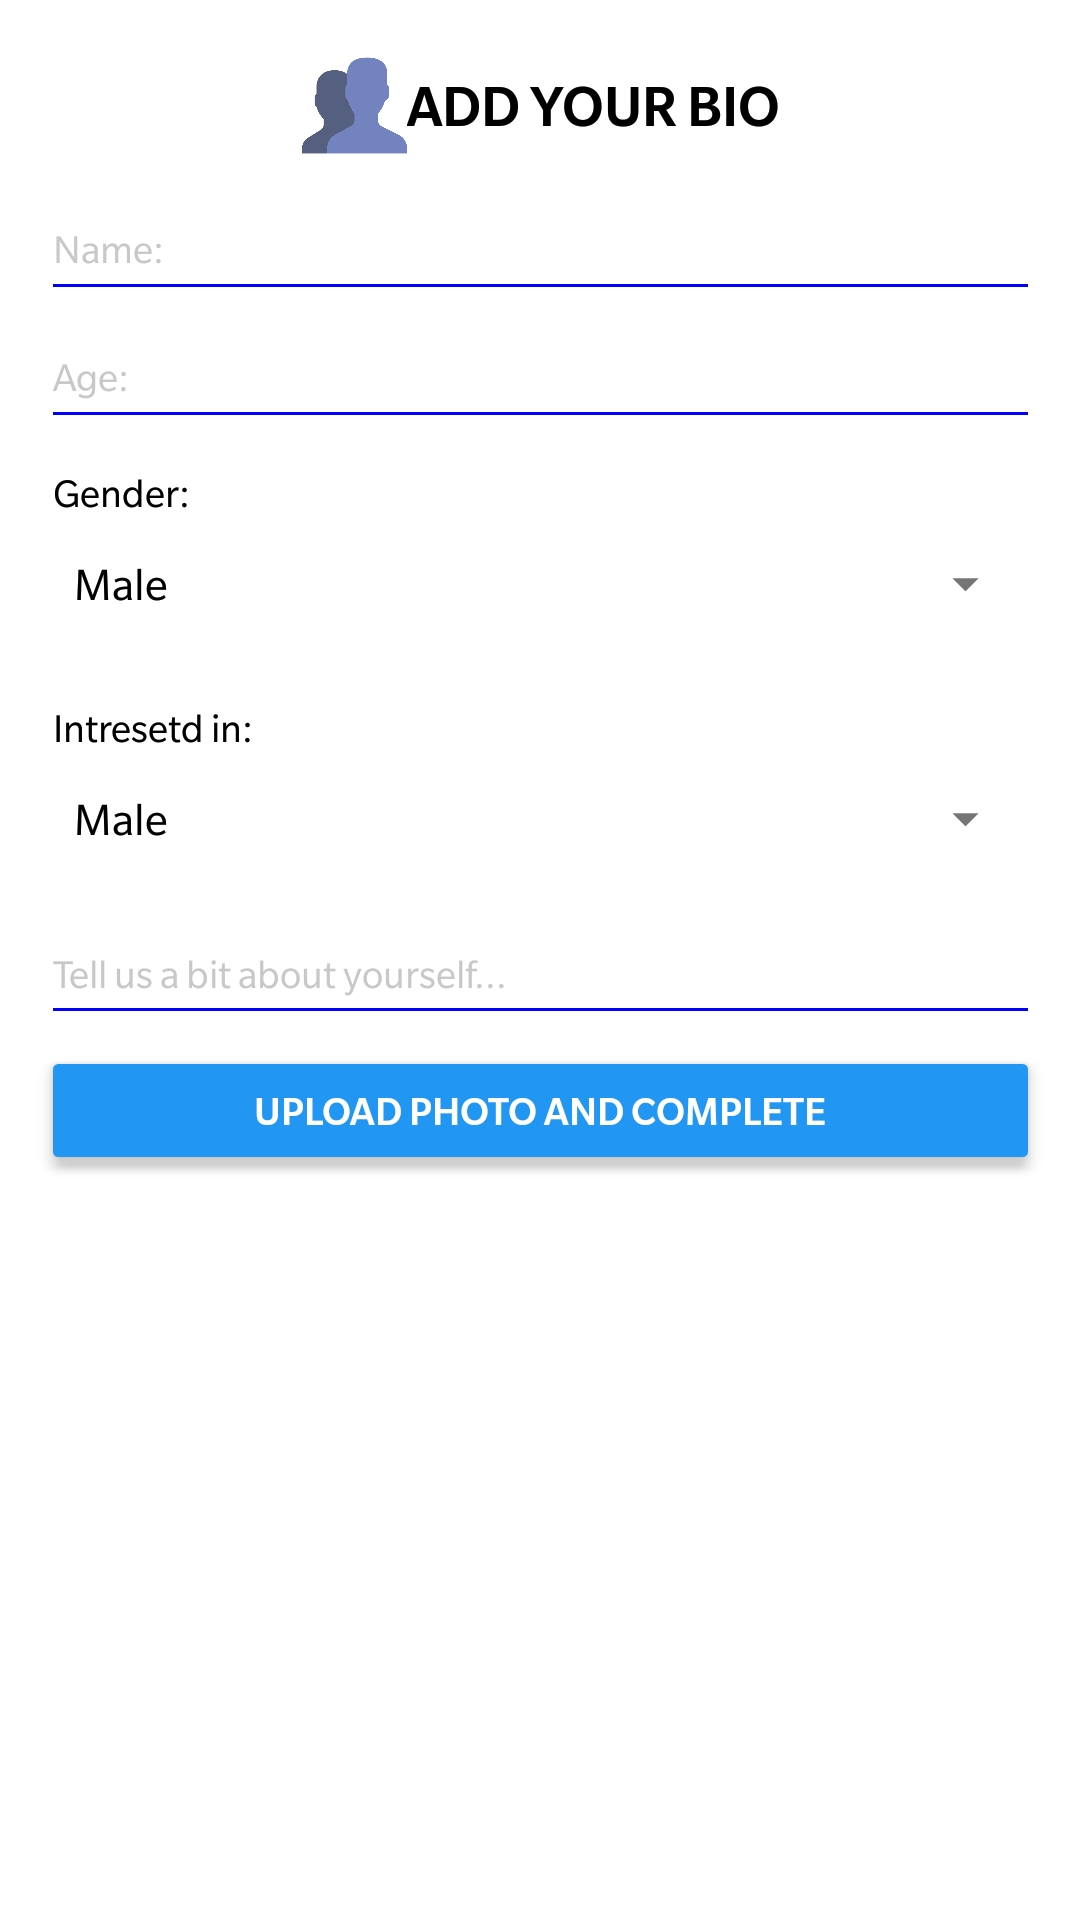 ADD YOUR BIO
Name:
Age:
Gender:
Male
Intresetd in:
Male
Tell us a bit about yourself...
UPLOAD PHOTO AND COMPLETE